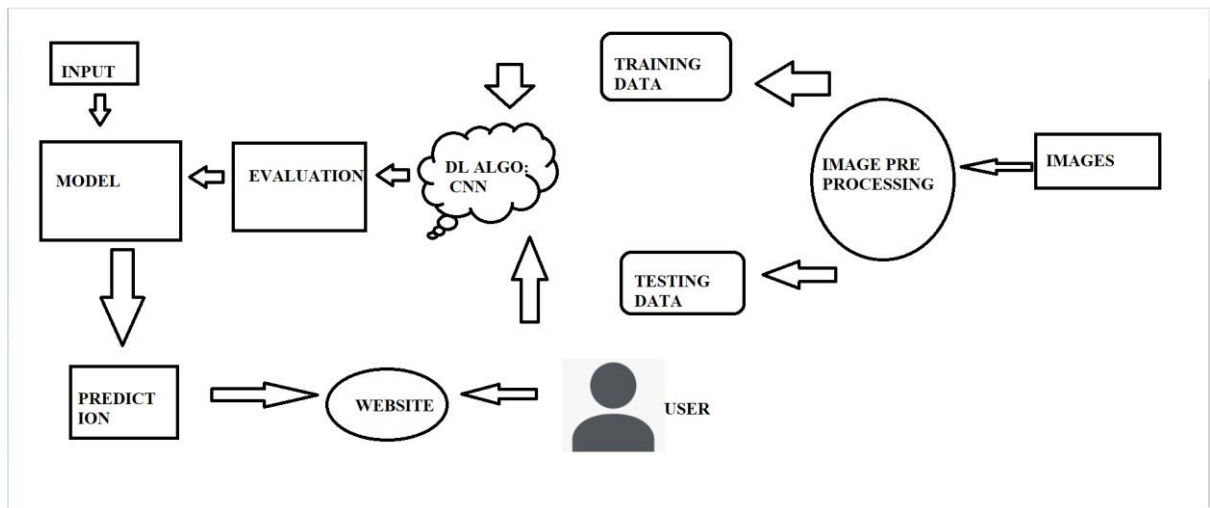 INPUT
MODEL
EVALUATION
DL ALGO:
CNN
TRAINING
DATA
IMAGE PRE
PROCESSING
IMAGES
TESTING
DATA
PREDICT
ION
WEBSITE
USER